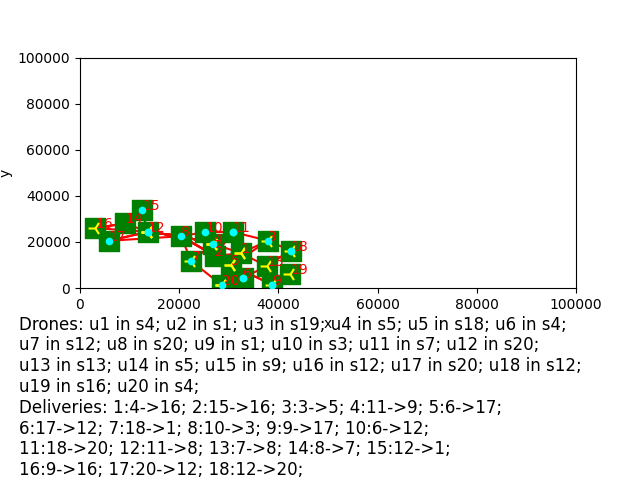 100000
80000
60000
40000
20000
0
y
0 20000 40000 60000 80000 100000
x
Drones: u1 in s4; u2 in s1; u3 in s19; u4 in s5; u5 in s18; u6 in s4;
u7 in s12; u8 in s20; u9 in s1; u10 in s3; u11 in s7; u12 in s20;
u13 in s13; u14 in s5; u15 in s9; u16 in s12; u17 in s20; u18 in s12;
u19 in s16; u20 in s4;
Deliveries: 1:4->16; 2:15->16; 3:3->5; 4:11->9; 5:6->17;
6:17->12; 7:18->1; 8:10->3; 9:9->17; 10:6->12;
11:18->20; 12:11->8; 13:7->8; 14:8->7; 15:12->1;
16:9->16; 17:20->12; 18:12->20;